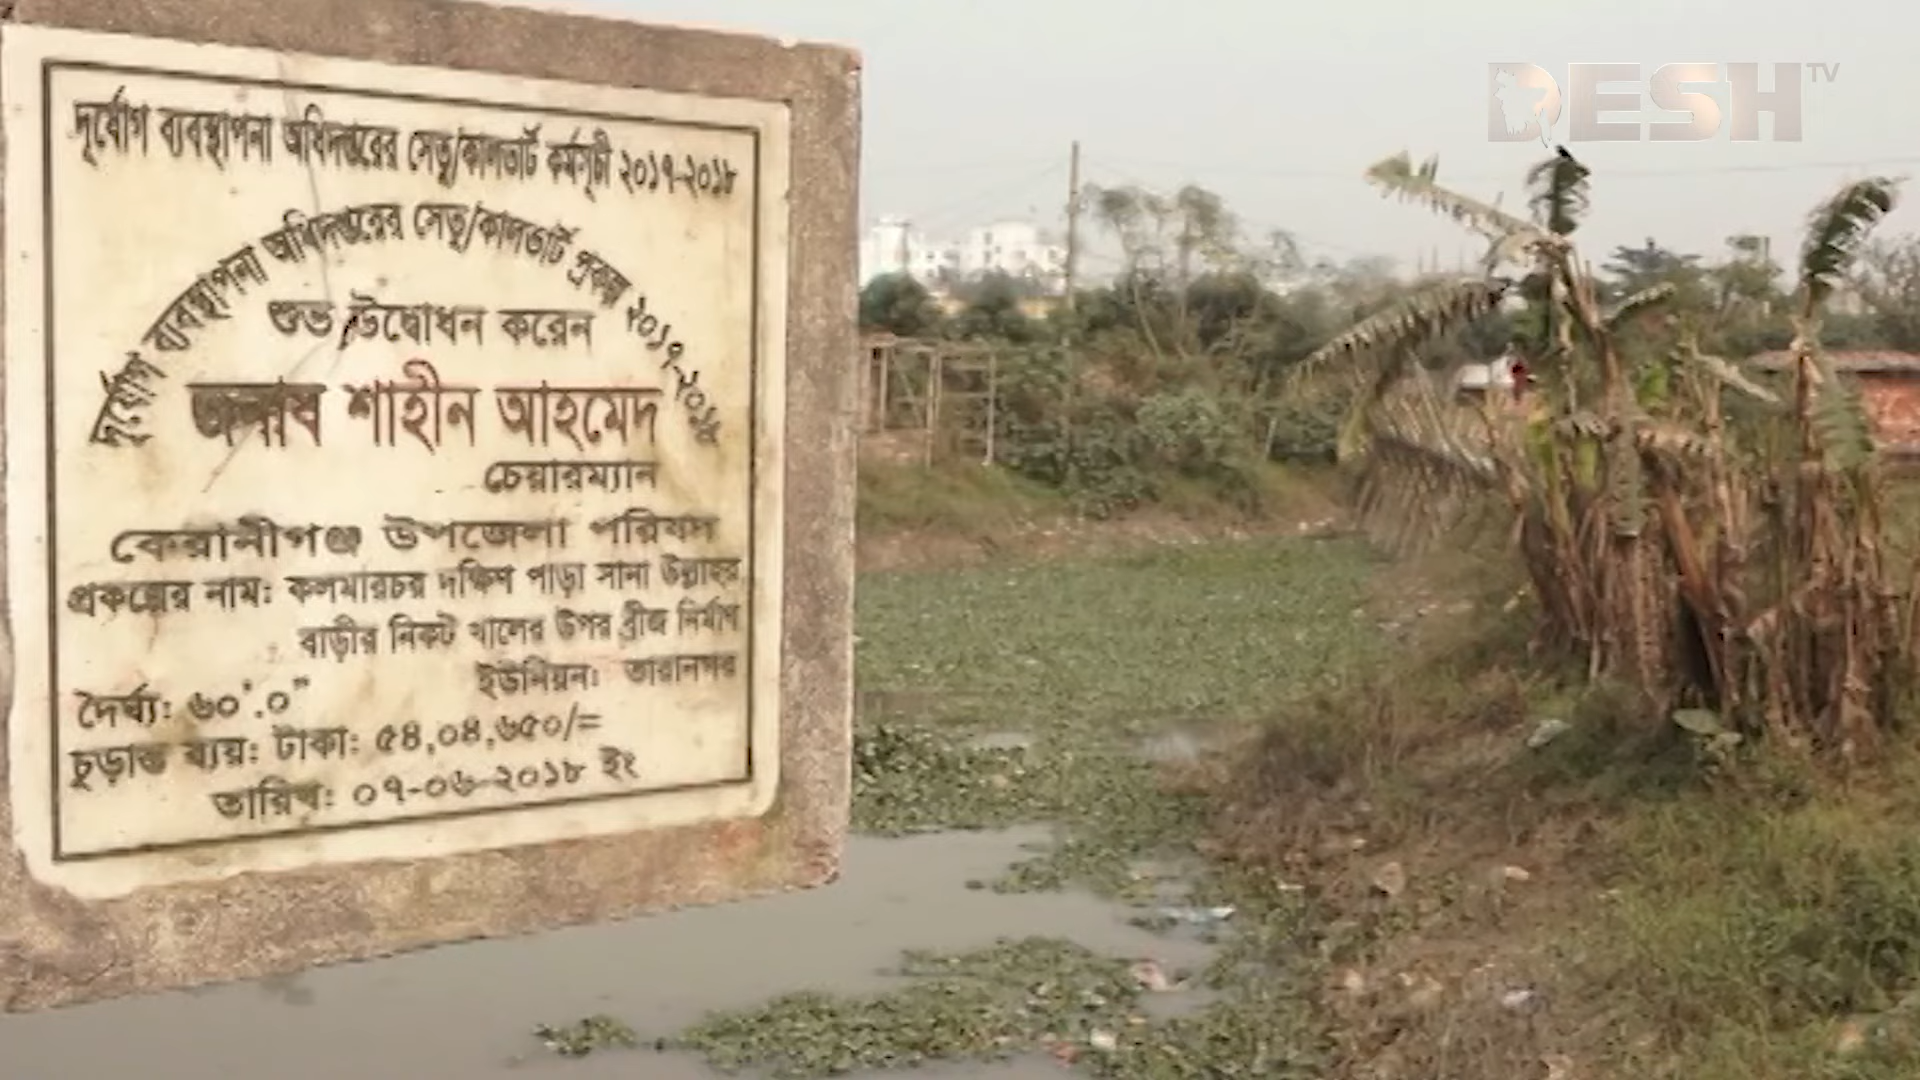 দূর্যোগ ব্যবস্থাপনা অধিদপ্তরের সেতু/কালভার্ট কর্মসূচী ২০১৭-২০১৮
দূর্যোগ ব্যবস্থাপনা অধিদপ্তরের সেতু/কালভার্ট প্রকল্প ২০১৭-২০১৮
শুভ উদ্বোধন করেন
জনাব শাহীন আহমেদ
চেয়ারম্যান
কেরানীগঞ্জ উপজেলা পরিষদ
প্রকল্পের নাম: কলমারচর দক্ষিণ পাড়া সানা উল্লাহর
বাড়ীর নিকট খালের উপর ব্রীজ নির্মাণ
ইউনিয়ন: তারানগর
দৈর্ঘ্য: ৬০'.০"
চুড়ান্ত ব্যয়: টাকা: ৫৪,০৪,৬৫০/=
তারিখ: ০৭-০৬-২০১৮ ইং
DESH TV